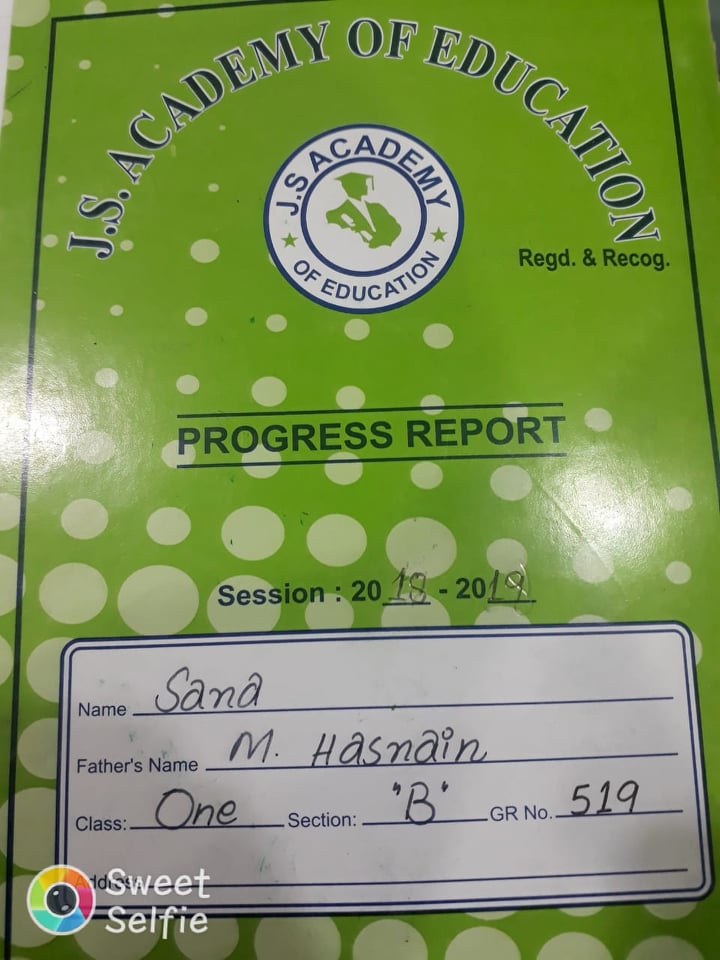 J.S. ACADEMY OF EDUCATION
J.S ACADEMY
OF EDUCATION
Regd. & Recog.
PROGRESS REPORT
Session : 2018 - 2019
Name Sana
Father's Name M. Hasnain
Class: One Section: "B" GR No. 519
Address
Sweet
Selfie